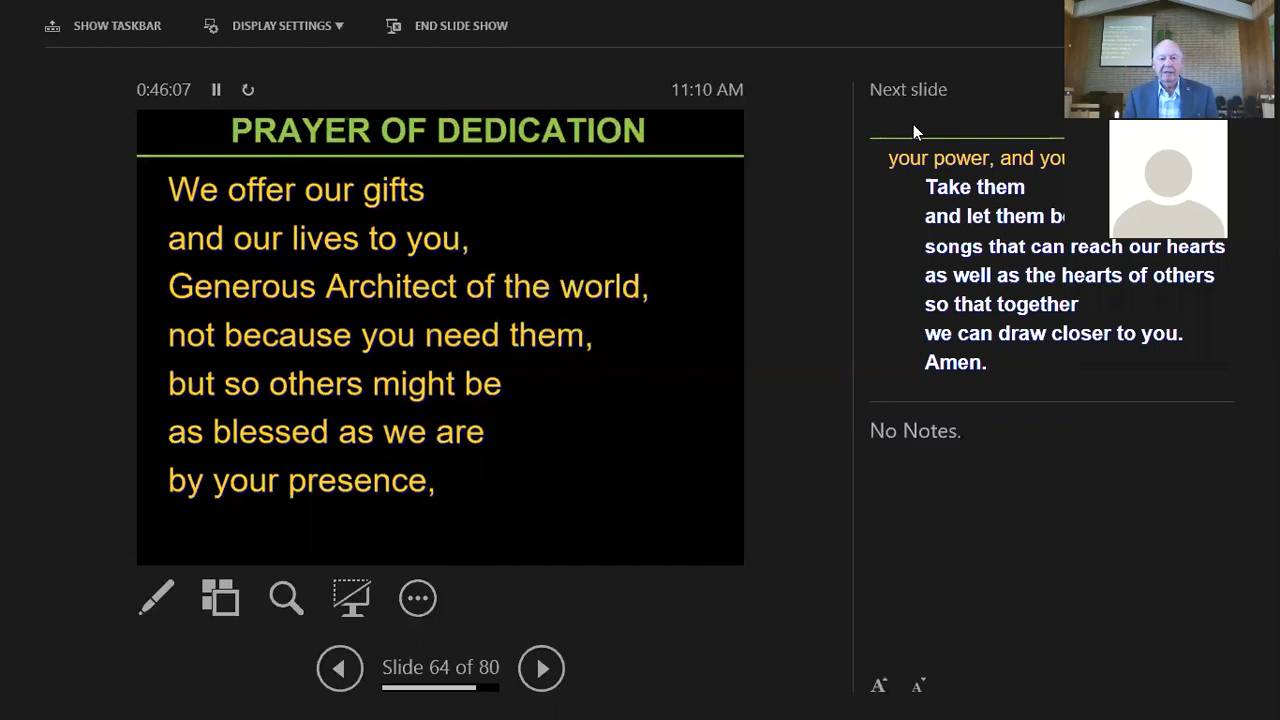 SHOW TASKBAR
DISPLAY SETTINGS
END SLIDE SHOW
0:46:07
11:10 AM
PRAYER OF DEDICATION
We offer our gifts
and our lives to you,
Generous Architect of the world,
not because you need them,
but so others might be
as blessed as we are
by your presence,
Slide 64 of 80
Next slide
your power, and
Take them
and let them
songs that can reach our hearts
as well as the hearts of others
so that together
we can draw closer to you.
Amen.
No Notes.
A
A